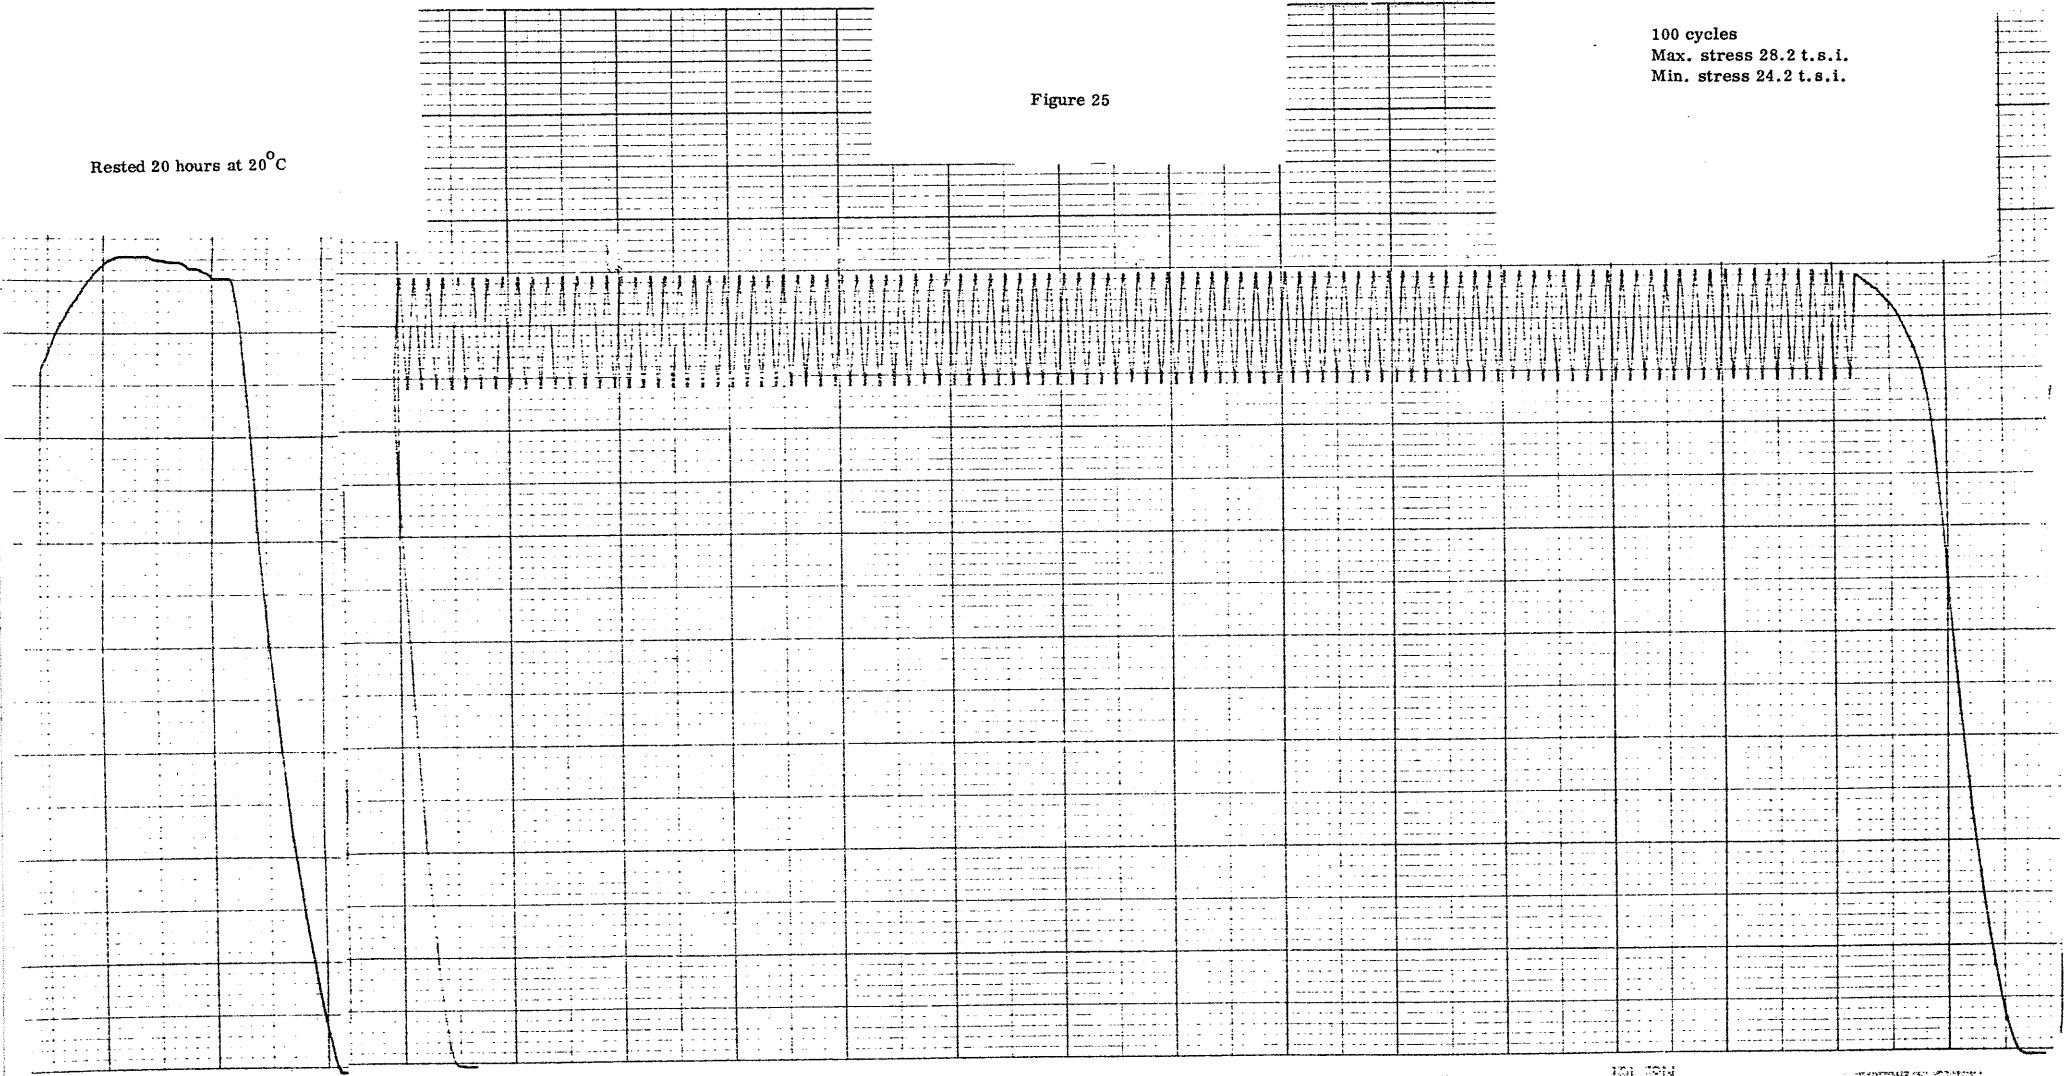 100 cycles
Max. stress 28.2 t.s.i.
Min. stress 24.2 t.s.i.
Figure 25
Rested 20 hours at 20°C